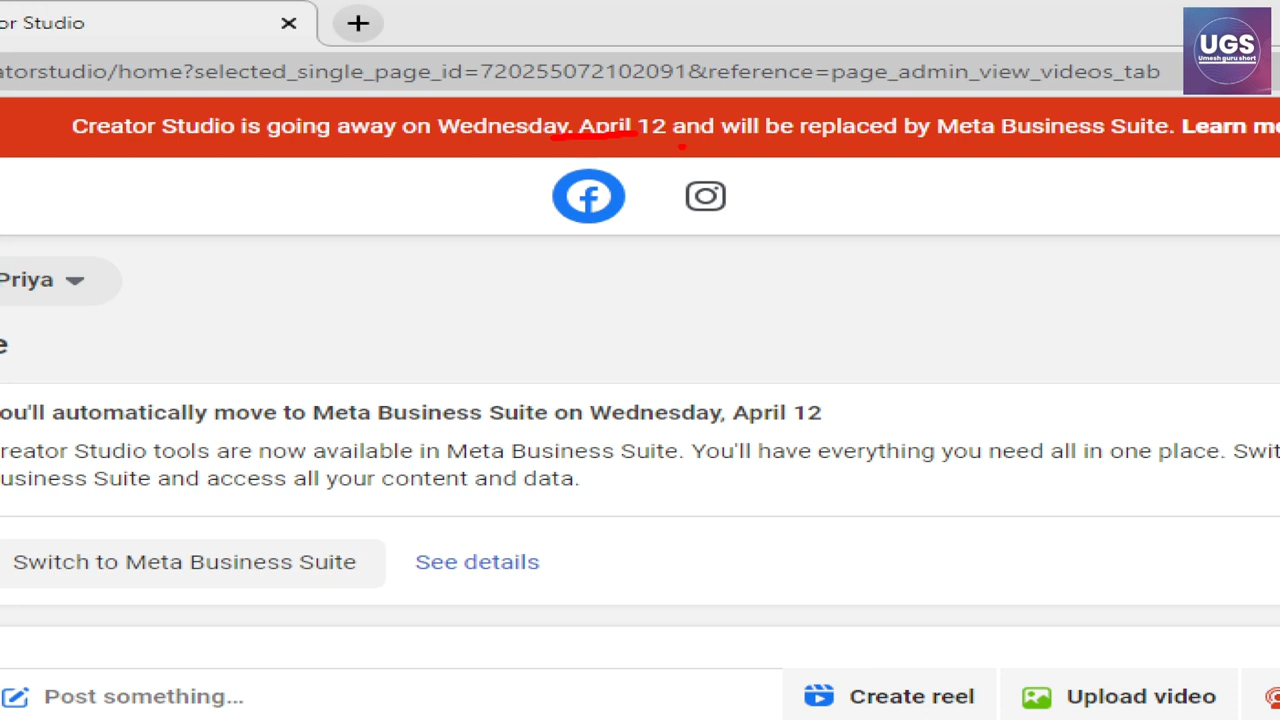 or Studio
UGS
Umesh guru short
atorstudio/home?selected_single_page_id=720255072102091&reference=page_admin_view_videos_tab
Creator Studio is going away on Wednesday, April 12 and will be replaced by Meta Business Suite. Learn mo
Priya
e
ou'll automatically move to Meta Business Suite on Wednesday, April 12
reator Studio tools are now available in Meta Business Suite. You'll have everything you need all in one place. Swit
usiness Suite and access all your content and data.
Switch to Meta Business Suite See details
Post something... Create reel Upload video